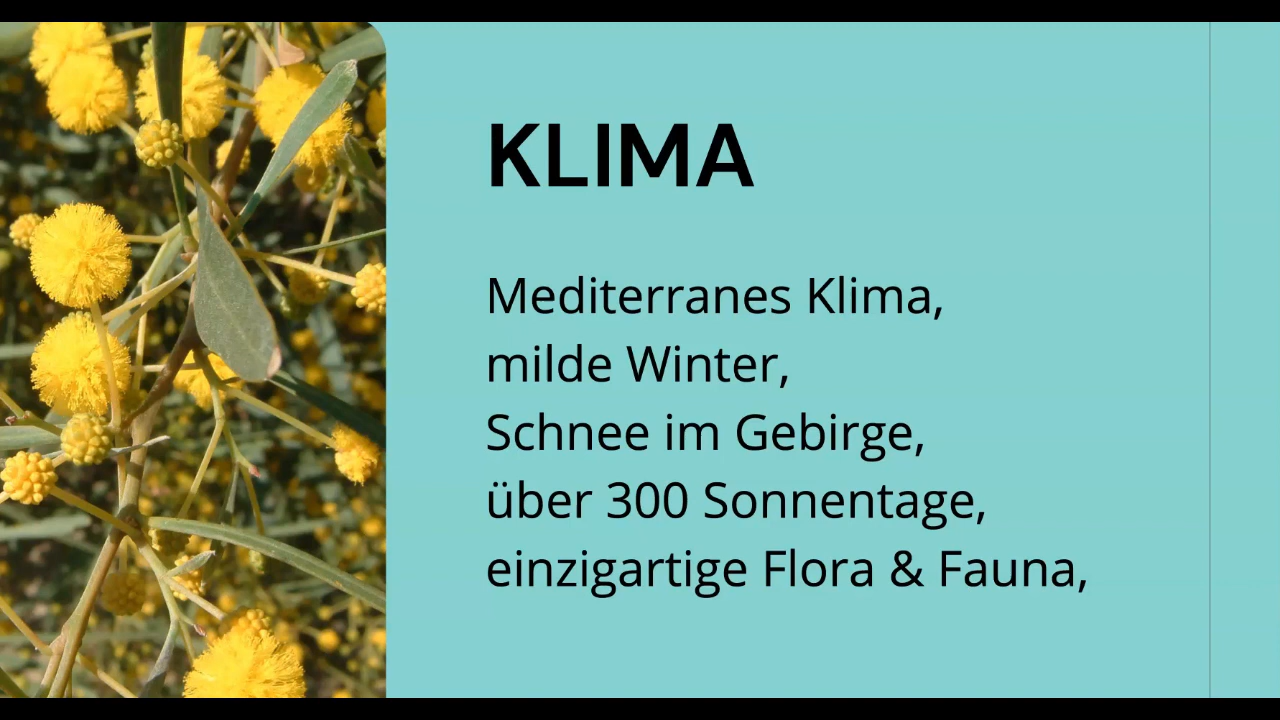 KLIMA
Mediterranes Klima,
milde Winter,
Schnee im Gebirge,
über 300 Sonnentage,
einzigartige Flora & Fauna,